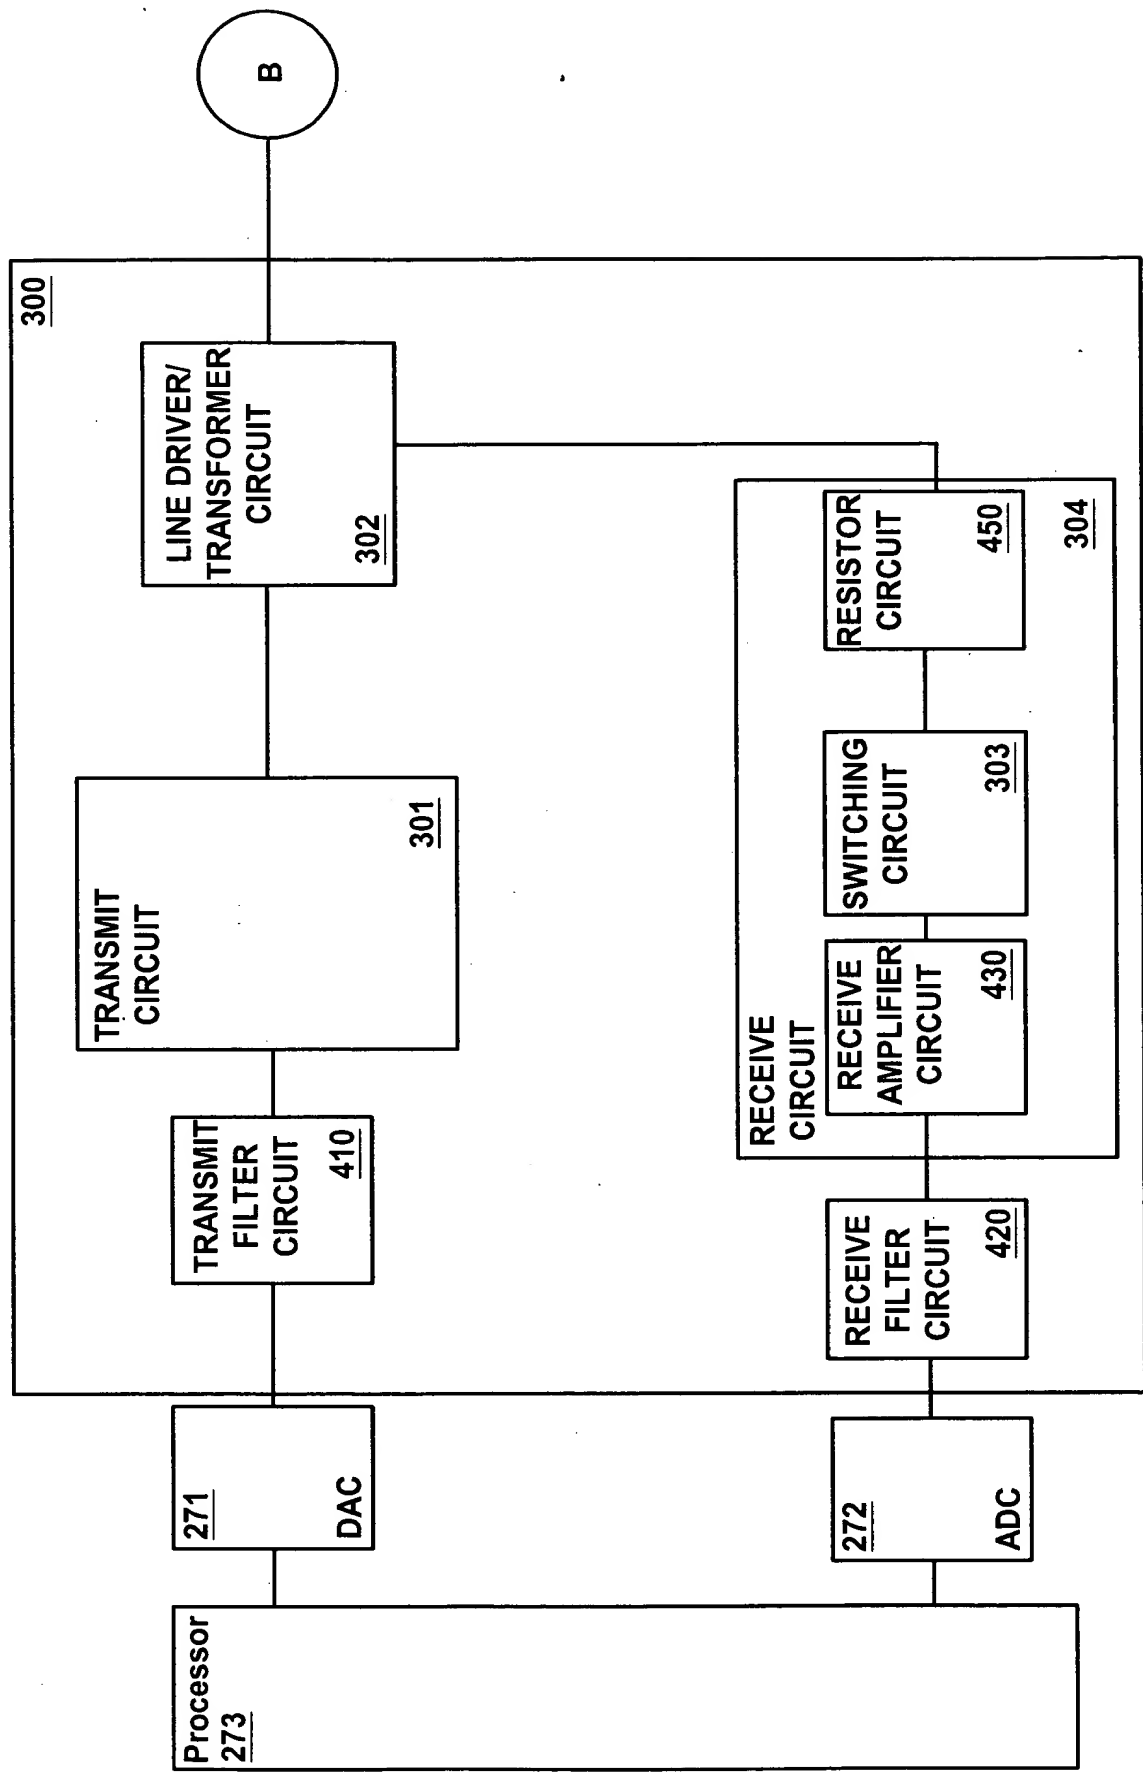 Processor
273
271
DAC
272
ADC
300
TRANSMIT
FILTER
CIRCUIT
410
TRANSMIT
CIRCUIT
301
LINE DRIVER/
TRANSFORMER
CIRCUIT
302
B
RECEIVE
FILTER
CIRCUIT
420
RECEIVE
CIRCUIT
RECEIVE
AMPLIFIER
CIRCUIT
430
SWITCHING
CIRCUIT
303
RESISTOR
CIRCUIT
450
304